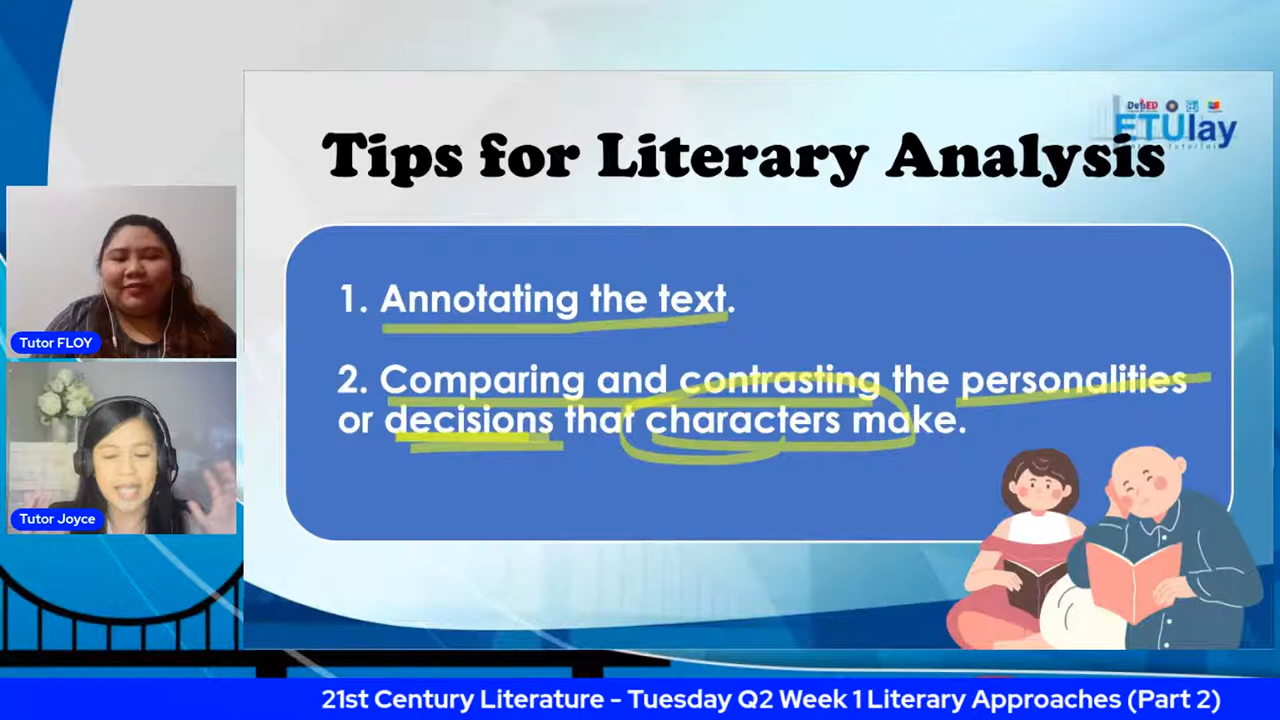 DepED
ETUlay
Tips for Literary Analysis
1. Annotating the text.
2. Comparing and contrasting the personalities
or decisions that characters make.
Tutor FLOY
Tutor Joyce
21st Century Literature - Tuesday Q2 Week 1 Literary Approaches (Part 2)